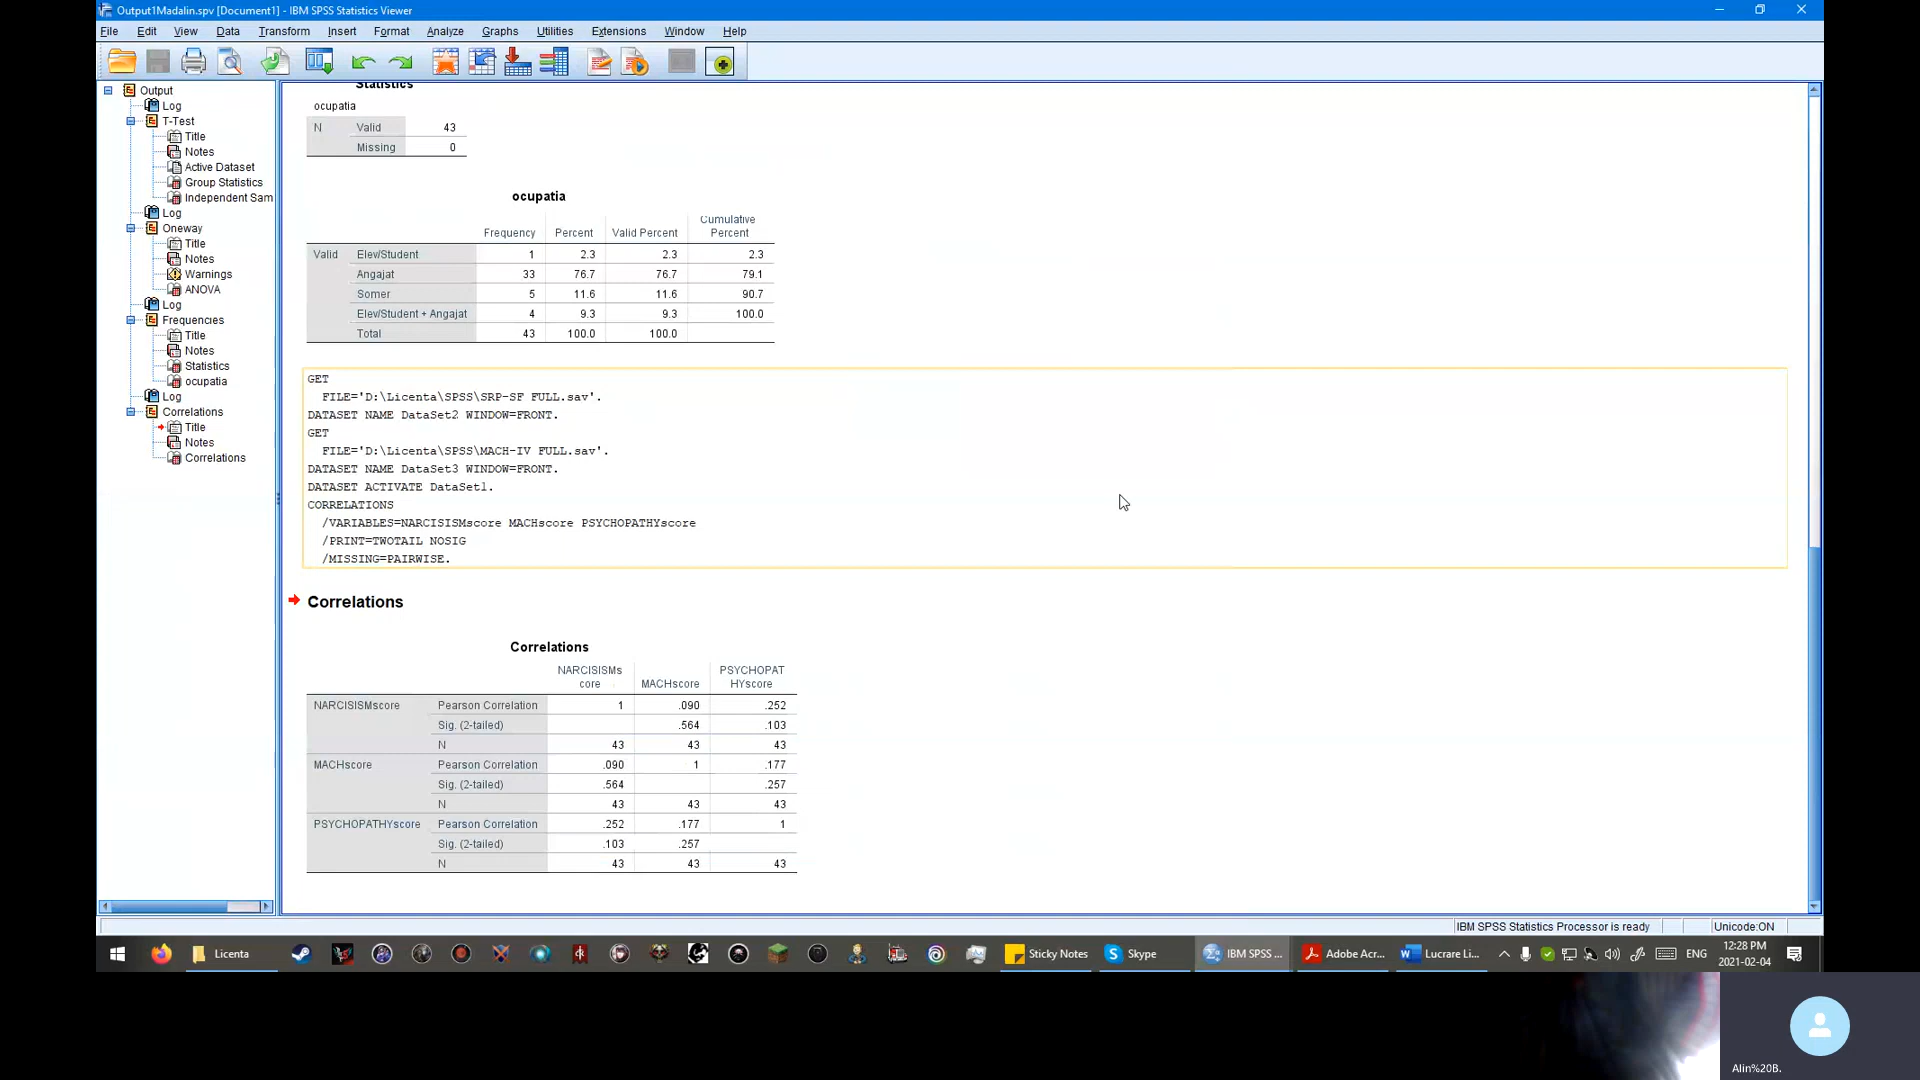 Output1Madalin.spv [Document1] - IBM SPSS Statistics Viewer
File Edit View Data Transform Insert Format Analyze Graphs Utilities Extensions Window Help
Output
Log
T-Test
Title
Notes
Active Dataset
Group Statistics
Independent Sam
Log
Oneway
Title
Notes
Warnings
ANOVA
Log
Frequencies
Title
Notes
Statistics
ocupatia
Log
Correlations
Title
Notes
Correlations
Statistics
ocupatia
N Valid 43
Missing 0
ocupatia
Frequency Percent Valid Percent Cumulative Percent
Valid Elev/Student 1 2.3 2.3 2.3
Angajat 33 76.7 76.7 79.1
Somer 5 11.6 11.6 90.7
Elev/Student + Angajat 4 9.3 9.3 100.0
Total 43 100.0 100.0
GET
FILE='D:\Licenta\SPSS\SRP-SF FULL.sav'.
DATASET NAME DataSet2 WINDOW=FRONT.
GET
FILE='D:\Licenta\SPSS\MACH-IV FULL.sav'.
DATASET NAME DataSet3 WINDOW=FRONT.
DATASET ACTIVATE DataSet1.
CORRELATIONS
/VARIABLES=NARCISISMscore MACHscore PSYCHOPATHYscore
/PRINT=TWOTAIL NOSIG
/MISSING=PAIRWISE.
Correlations
Correlations
NARCISISMs
core MACHscore PSYCHOPAT
HYscore
NARCISISMscore Pearson Correlation 1 .090 .252
Sig. (2-tailed) .564 .103
N 43 43 43
MACHscore Pearson Correlation .090 1 .177
Sig. (2-tailed) .564 .257
N 43 43 43
PSYCHOPATHYscore Pearson Correlation .252 .177 1
Sig. (2-tailed) .103 .257
N 43 43 43
IBM SPSS Statistics Processor is ready Unicode:ON
Licenta Sticky Notes Skype IBM SPSS ... Adobe Acr... Lucrare Li... ENG 12:28 PM
2021-02-04
Alin%20B.